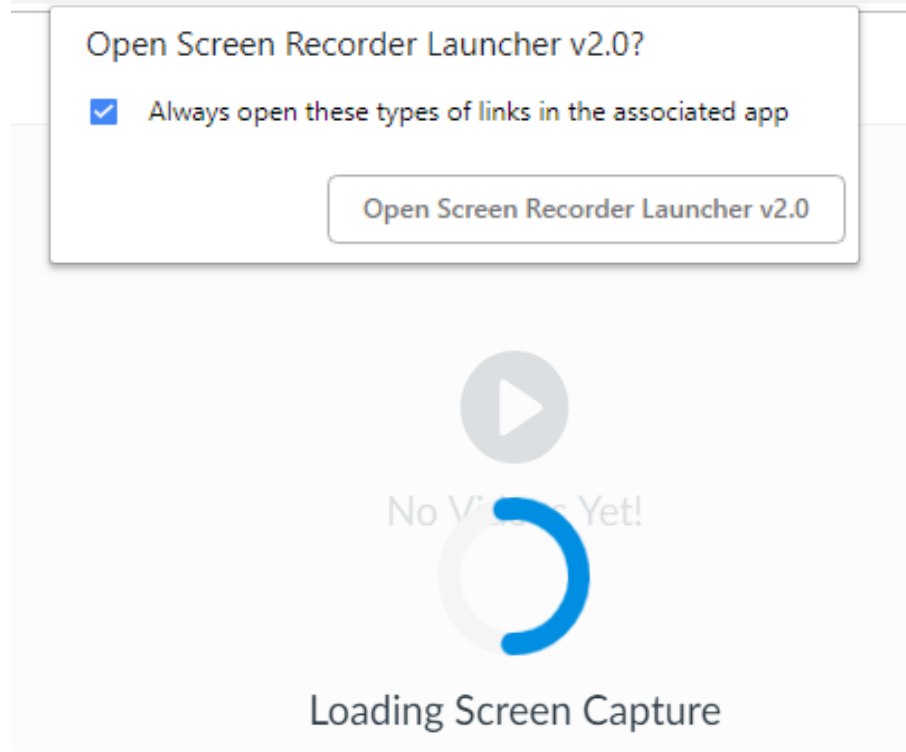 Open Screen Recorder Launcher v2.0?
Always open these types of links in the associated app
Open Screen Recorder Launcher v2.0
No Videos Yet!
Loading Screen Capture